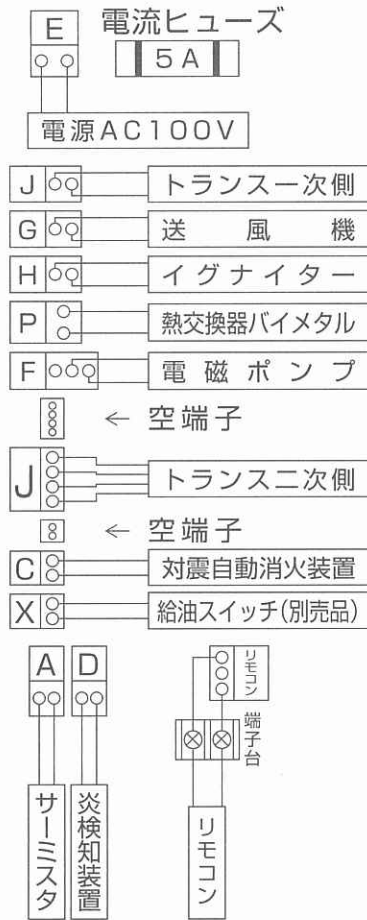 E 電流ヒューズ
5A
電源AC100V
J トランス一次側
G 送風機
H イグナイター
P 熱交換器バイメタル
F 電磁ポンプ
← 空端子
J トランス二次側
← 空端子
C 対震自動消火装置
X 給油スイッチ(別売品)
A D
サーミスタ
炎検知装置
リモコン
端子台
リモコン